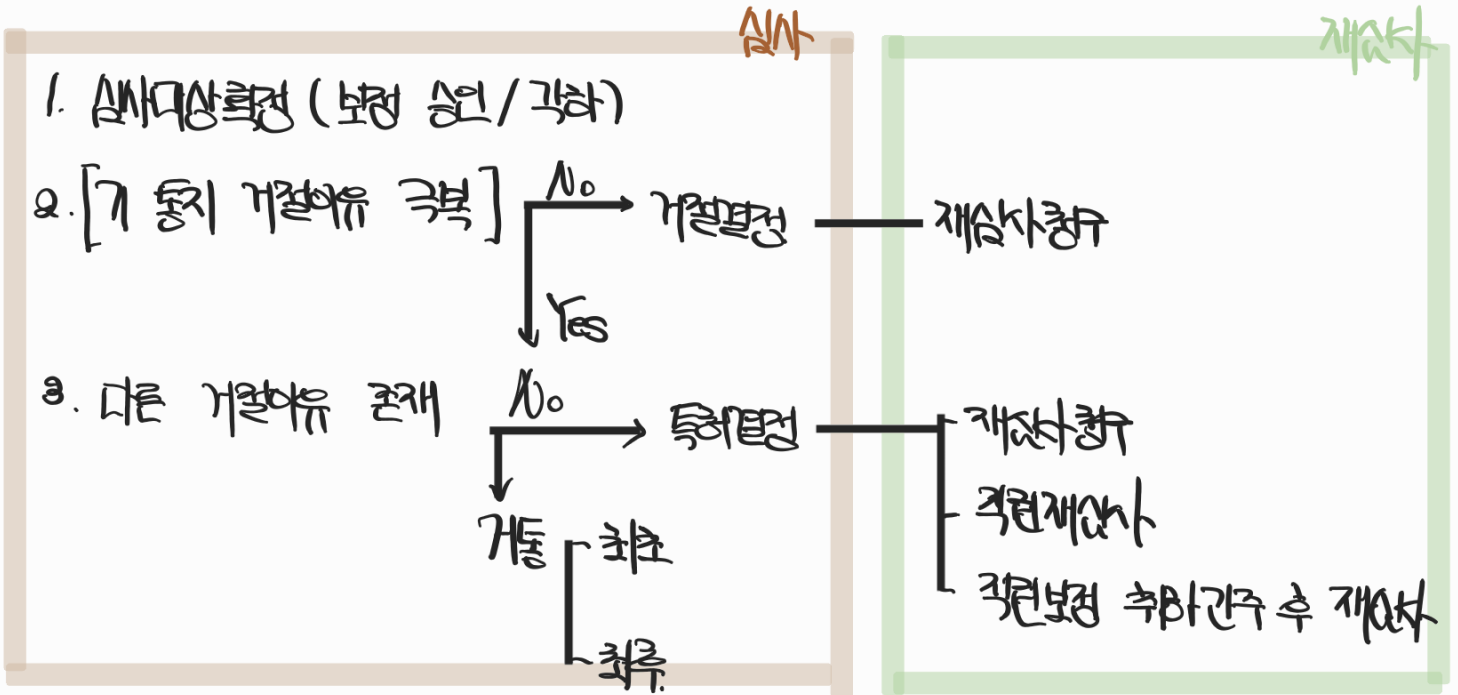 심사
재심사
1. 심사대상확정 (보정 승인 / 각하)
2. [기 통지 거절이유 극복]
No
거절결정
재심사청구
Yes
3. 다른 거절이유 존재
No
특허결정
재심사청구
직권재심사
직권보정 취하간주 후 재심사
거통
최초
최후.